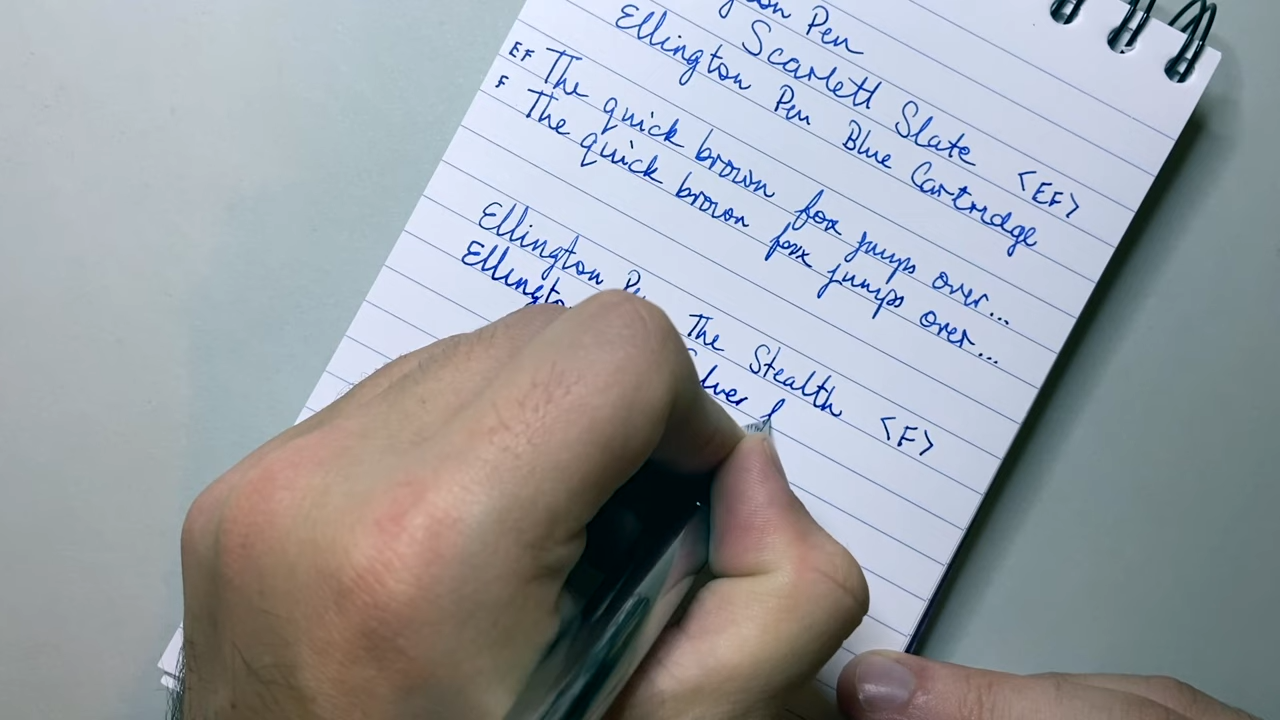 Pen
Scarlett Slate <EF>
Ellington Pen Blue Cartridge
EF The quick brown fox jumps over...
F The quick brown fox jumps over...
Ellington The Stealth <F>